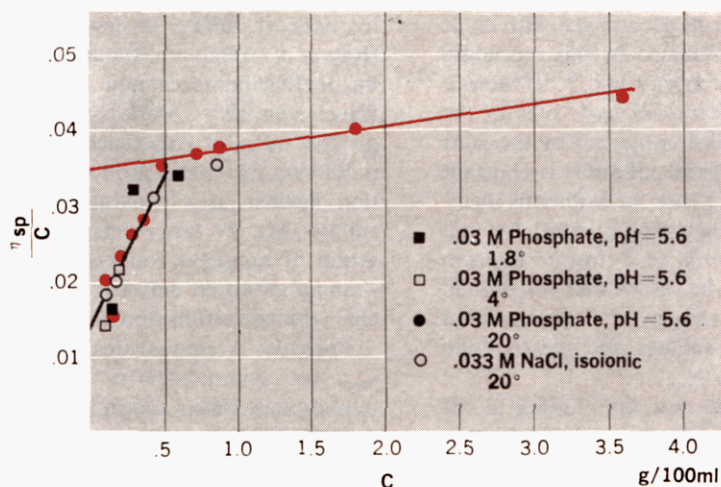 .05
.04
.03
.02
.01
η sp
C
.5
1.0
1.5
2.0
2.5
3.0
3.5
4.0
C
g/100ml
.03 M Phosphate, pH=5.6
1.8°
.03 M Phosphate, pH=5.6
4°
.03 M Phosphate, pH=5.6
20°
.033 M NaCl, isoionic
20°